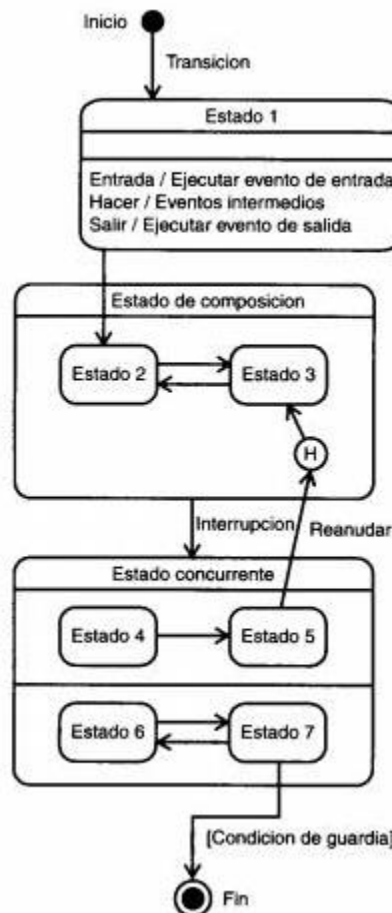 Inicio
Transicion
Estado 1
Entrada / Ejecutar evento de entrada
Hacer / Eventos intermedios
Salir / Ejecutar evento de salida
Estado de composicion
Estado 2
Estado 3
H
Interrupcion
Reanudar
Estado concurrente
Estado 4
Estado 5
Estado 6
Estado 7
[Condicion de guardia]
Fin